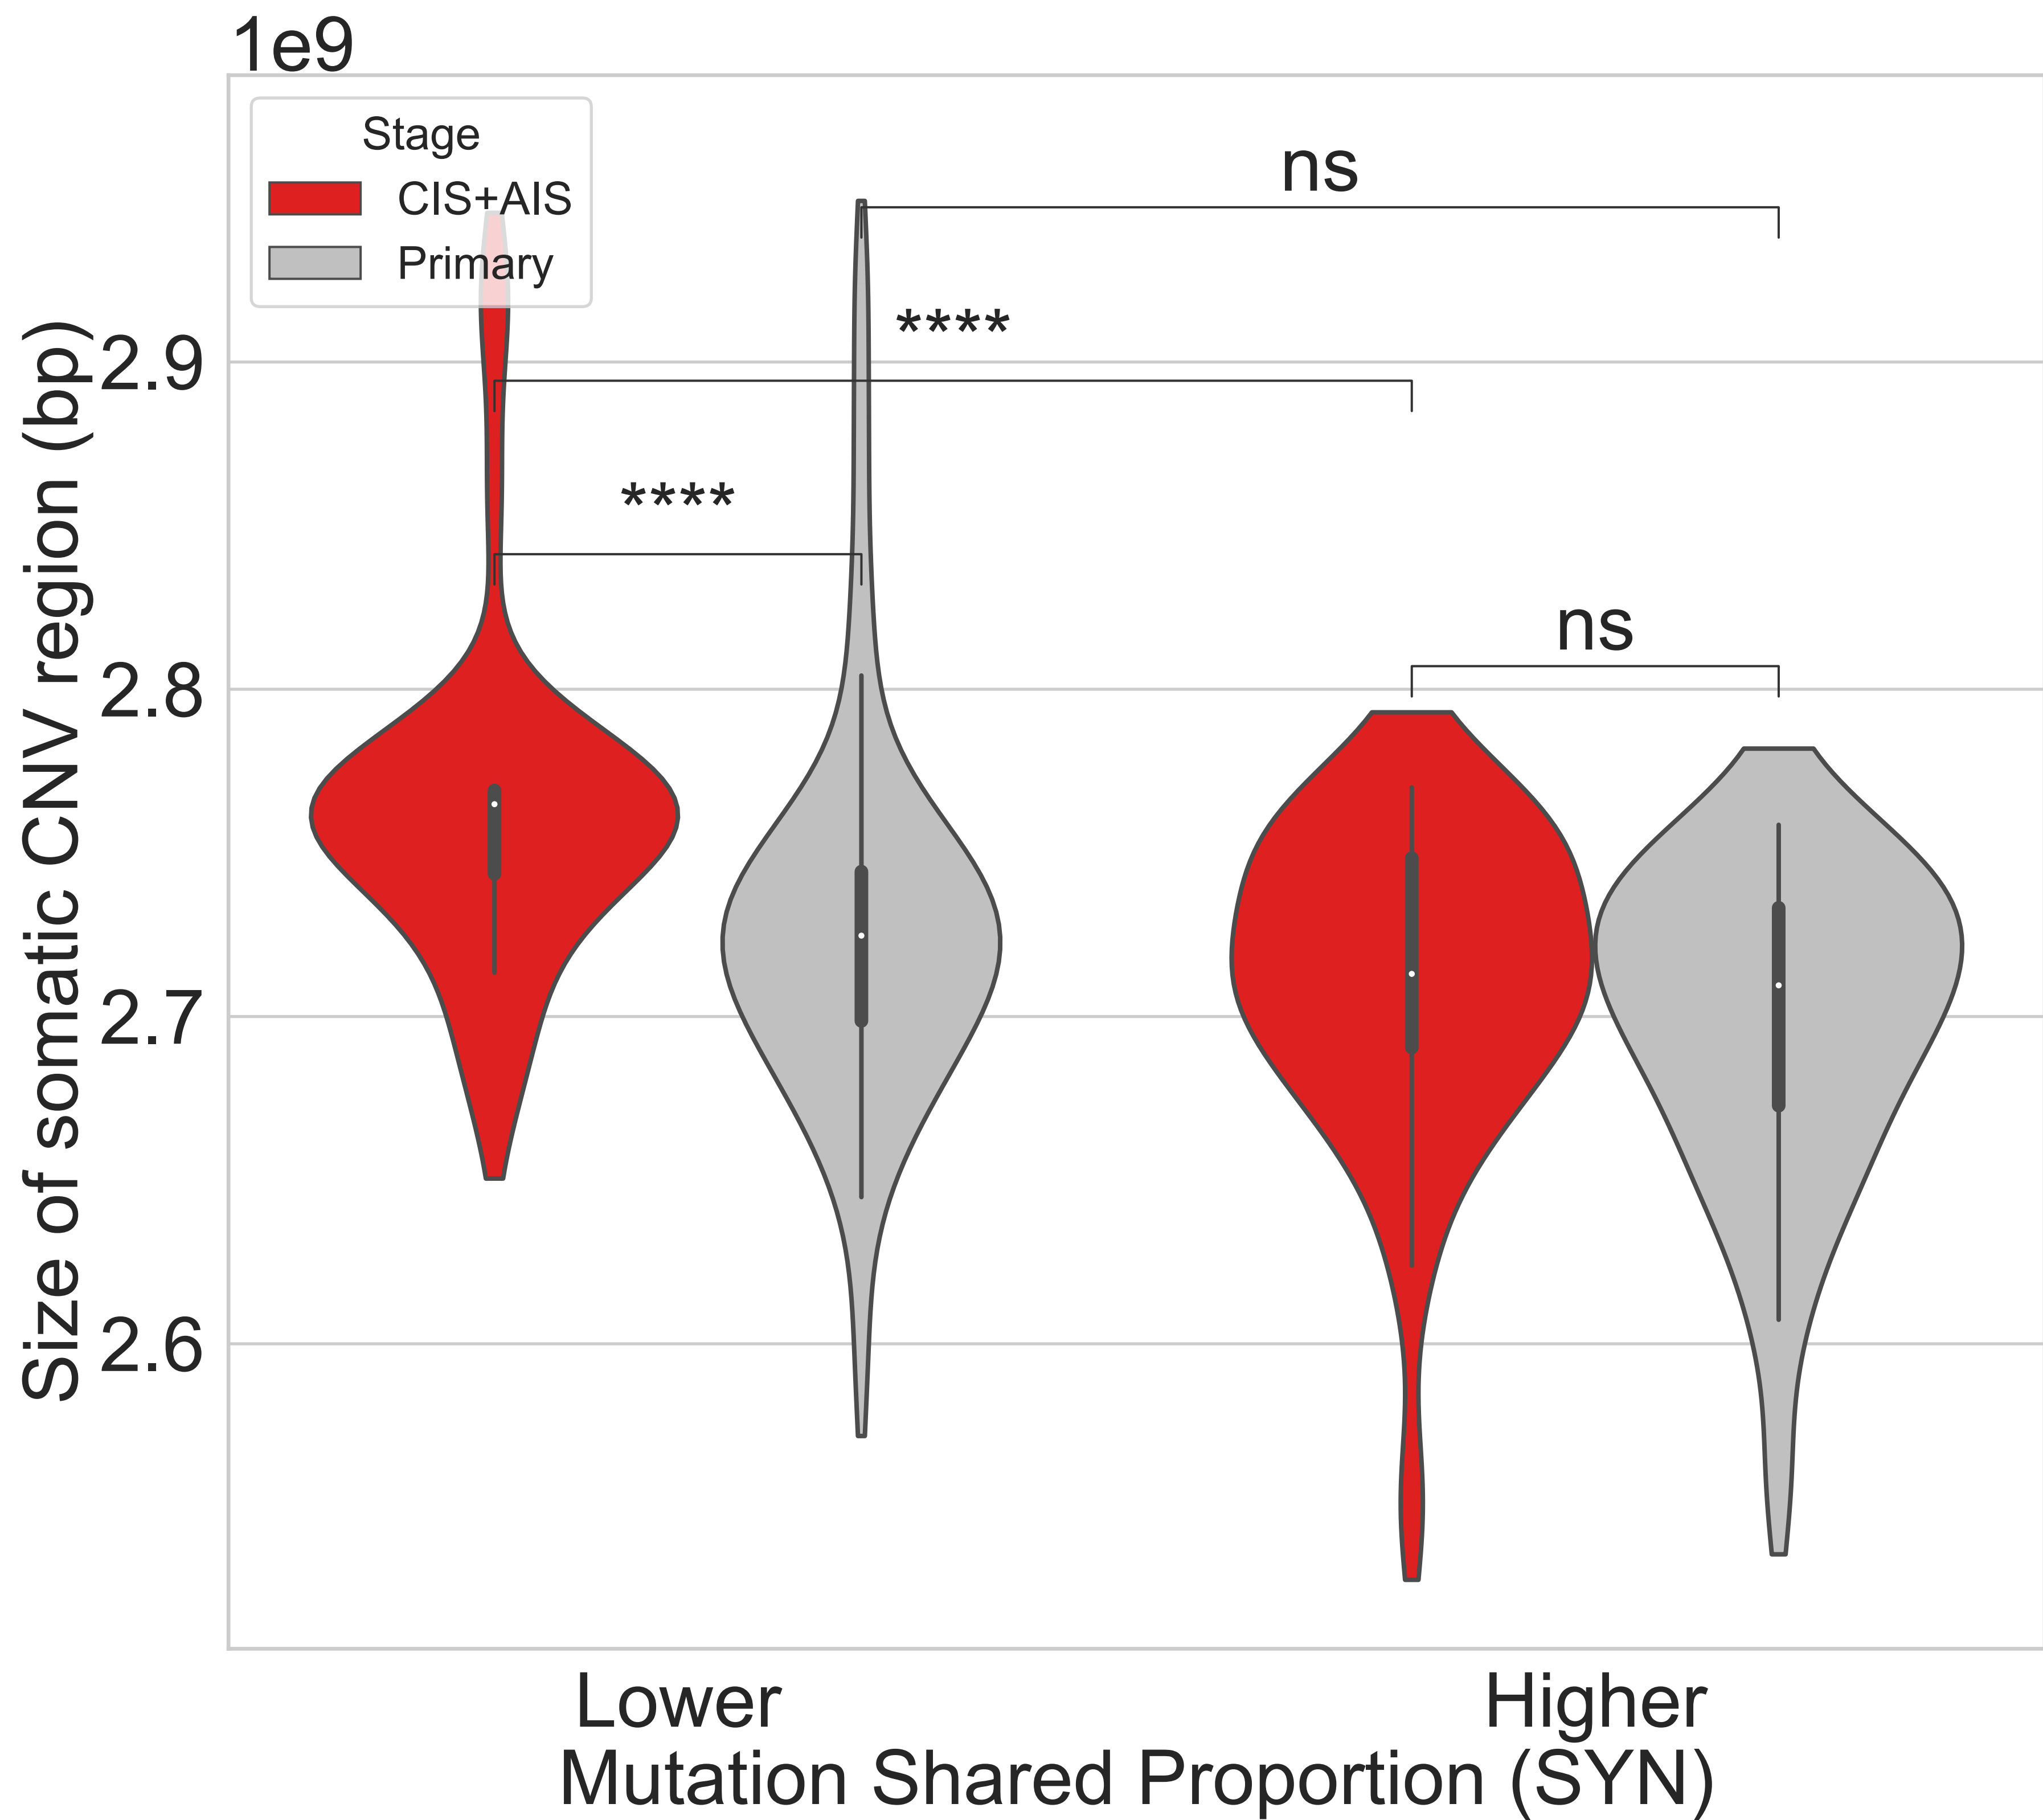 1e9
Stage
CIS+AIS
Primary
ns
****
****
ns
2.9
2.8
2.7
2.6
Size of somatic CNV region (bp)
Lower
Higher
Mutation Shared Proportion (SYN)